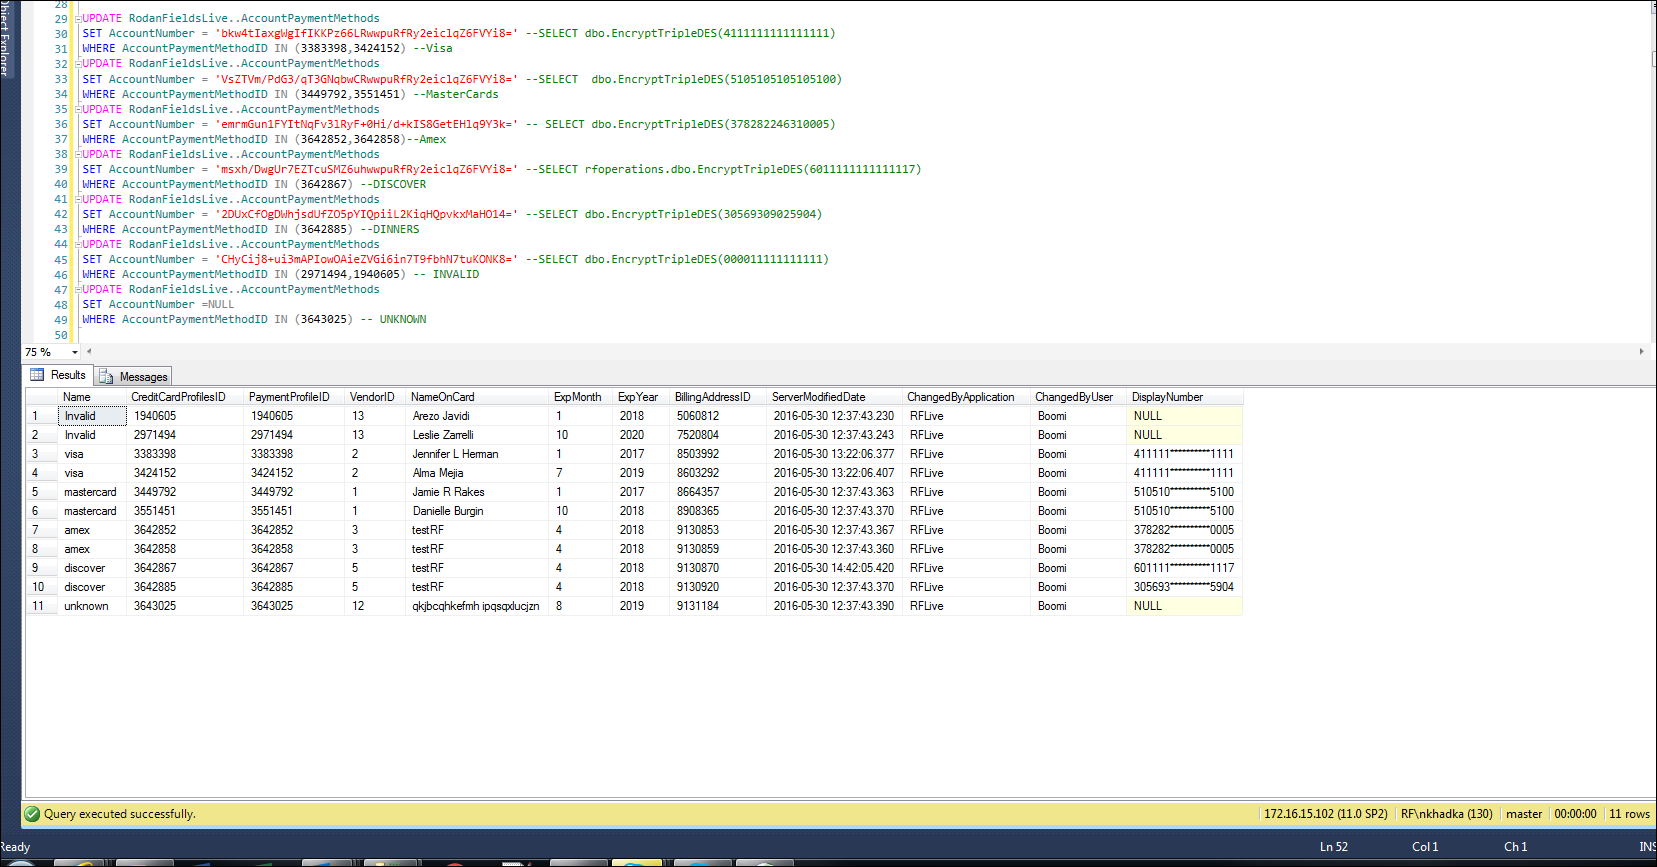 Object Explorer
28
29 UPDATE RodanFieldsLive..AccountPaymentMethods
30 SET AccountNumber = 'bkw4tIaxgWgIfIKKPz66LRwwpuRfRy2eiclqZ6FVYi8=' --SELECT dbo.EncryptTripleDES(4111111111111111)
31 WHERE AccountPaymentMethodID IN (3383398,3424152) --Visa
32 UPDATE RodanFieldsLive..AccountPaymentMethods
33 SET AccountNumber = 'VsZTVm/PdG3/qT3GNqbwCRwwpuRfRy2eiclqZ6FVYi8=' --SELECT  dbo.EncryptTripleDES(5105105105105100)
34 WHERE AccountPaymentMethodID IN (3449792,3551451) --MasterCards
35 UPDATE RodanFieldsLive..AccountPaymentMethods
36 SET AccountNumber = 'emrmGun1FYItNqFv3lRyF+0Hi/d+kIS8GetEHlq9Y3k=' -- SELECT dbo.EncryptTripleDES(378282246310005)
37 WHERE AccountPaymentMethodID IN (3642852,3642858)--Amex
38 UPDATE RodanFieldsLive..AccountPaymentMethods
39 SET AccountNumber = 'msxh/DwgUr7EZTcuSMZ6uhwwpuRfRy2eiclqZ6FVYi8=' --SELECT rfoperations.dbo.EncryptTripleDES(6011111111111117)
40 WHERE AccountPaymentMethodID IN (3642867) --DISCOVER
41 UPDATE RodanFieldsLive..AccountPaymentMethods
42 SET AccountNumber = '2DUxCfOgDWhjsdUfZO5pYIQpiiL2KiqHQpvkxMaHO14=' --SELECT dbo.EncryptTripleDES(30569309025904)
43 WHERE AccountPaymentMethodID IN (3642885) --DINNERS
44 UPDATE RodanFieldsLive..AccountPaymentMethods
45 SET AccountNumber = 'CHyCij8+ui3mAPIowOAieZVGi6in7T9fbhN7tuKONK8=' --SELECT dbo.EncryptTripleDES(000011111111111)
46 WHERE AccountPaymentMethodID IN (2971494,1940605) -- INVALID
47 UPDATE RodanFieldsLive..AccountPaymentMethods
48 SET AccountNumber =NULL
49 WHERE AccountPaymentMethodID IN (3643025) -- UNKNOWN
50
75 %
Results Messages
Name CreditCardProfilesID PaymentProfileID VendorID NameOnCard ExpMonth ExpYear BillingAddressID ServerModifiedDate ChangedByApplication ChangedByUser DisplayNumber
1 Invalid 1940605 1940605 13 Arezo Javidi 1 2018 5060812 2016-05-30 12:37:43.230 RFLive Boomi NULL
2 Invalid 2971494 2971494 13 Leslie Zarrelli 10 2020 7520804 2016-05-30 12:37:43.243 RFLive Boomi NULL
3 visa 3383398 3383398 2 Jennifer L Herman 1 2017 8503992 2016-05-30 13:22:06.377 RFLive Boomi 411111**********1111
4 visa 3424152 3424152 2 Alma Mejia 7 2019 8603292 2016-05-30 13:22:06.407 RFLive Boomi 411111**********1111
5 mastercard 3449792 3449792 1 Jamie R Rakes 1 2017 8664357 2016-05-30 12:37:43.363 RFLive Boomi 510510**********5100
6 mastercard 3551451 3551451 1 Danielle Burgin 10 2018 8908365 2016-05-30 12:37:43.370 RFLive Boomi 510510**********5100
7 amex 3642852 3642852 3 testRF 4 2018 9130853 2016-05-30 12:37:43.367 RFLive Boomi 378282**********0005
8 amex 3642858 3642858 3 testRF 4 2018 9130859 2016-05-30 12:37:43.360 RFLive Boomi 378282**********0005
9 discover 3642867 3642867 5 testRF 4 2018 9130870 2016-05-30 14:42:05.420 RFLive Boomi 601111**********1117
10 discover 3642885 3642885 5 testRF 4 2018 9130920 2016-05-30 12:37:43.370 RFLive Boomi 305693**********5904
11 unknown 3643025 3643025 12 qkjbcqhkefmh ipqsqxlucjzn 8 2019 9131184 2016-05-30 12:37:43.390 RFLive Boomi NULL
Query executed successfully. 172.16.15.102 (11.0 SP2) RF\nkhadka (130) master 00:00:00 11 rows
Ready Ln 52 Col 1 Ch 1 INS